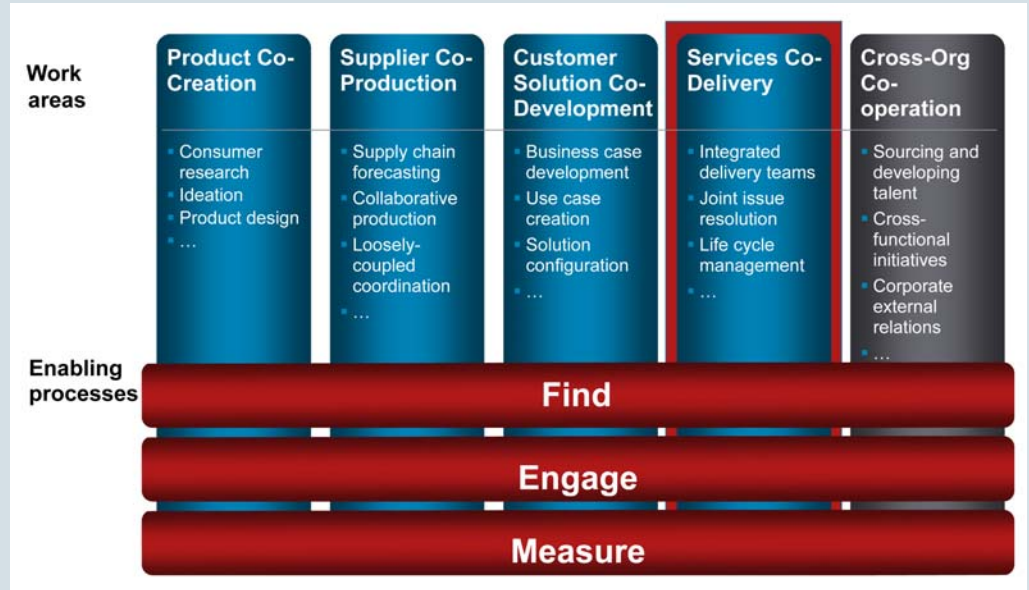 Work
areas
Product Co-
Creation
Consumer
research
Ideation
Product design
…
Supplier Co-
Production
Supply chain
forecasting
Collaborative
production
Loosely-
coupled
coordination
…
Customer
Solution Co-
Development
Business case
development
Use case
creation
Solution
configuration
…
Services Co-
Delivery
Integrated
delivery teams
Joint issue
resolution
Life cycle
management
…
Cross-Org
Co-
operation
Sourcing and
developing
talent
Cross-
functional
initiatives
Corporate
external
relations
…
Enabling
processes
Find
Engage
Measure